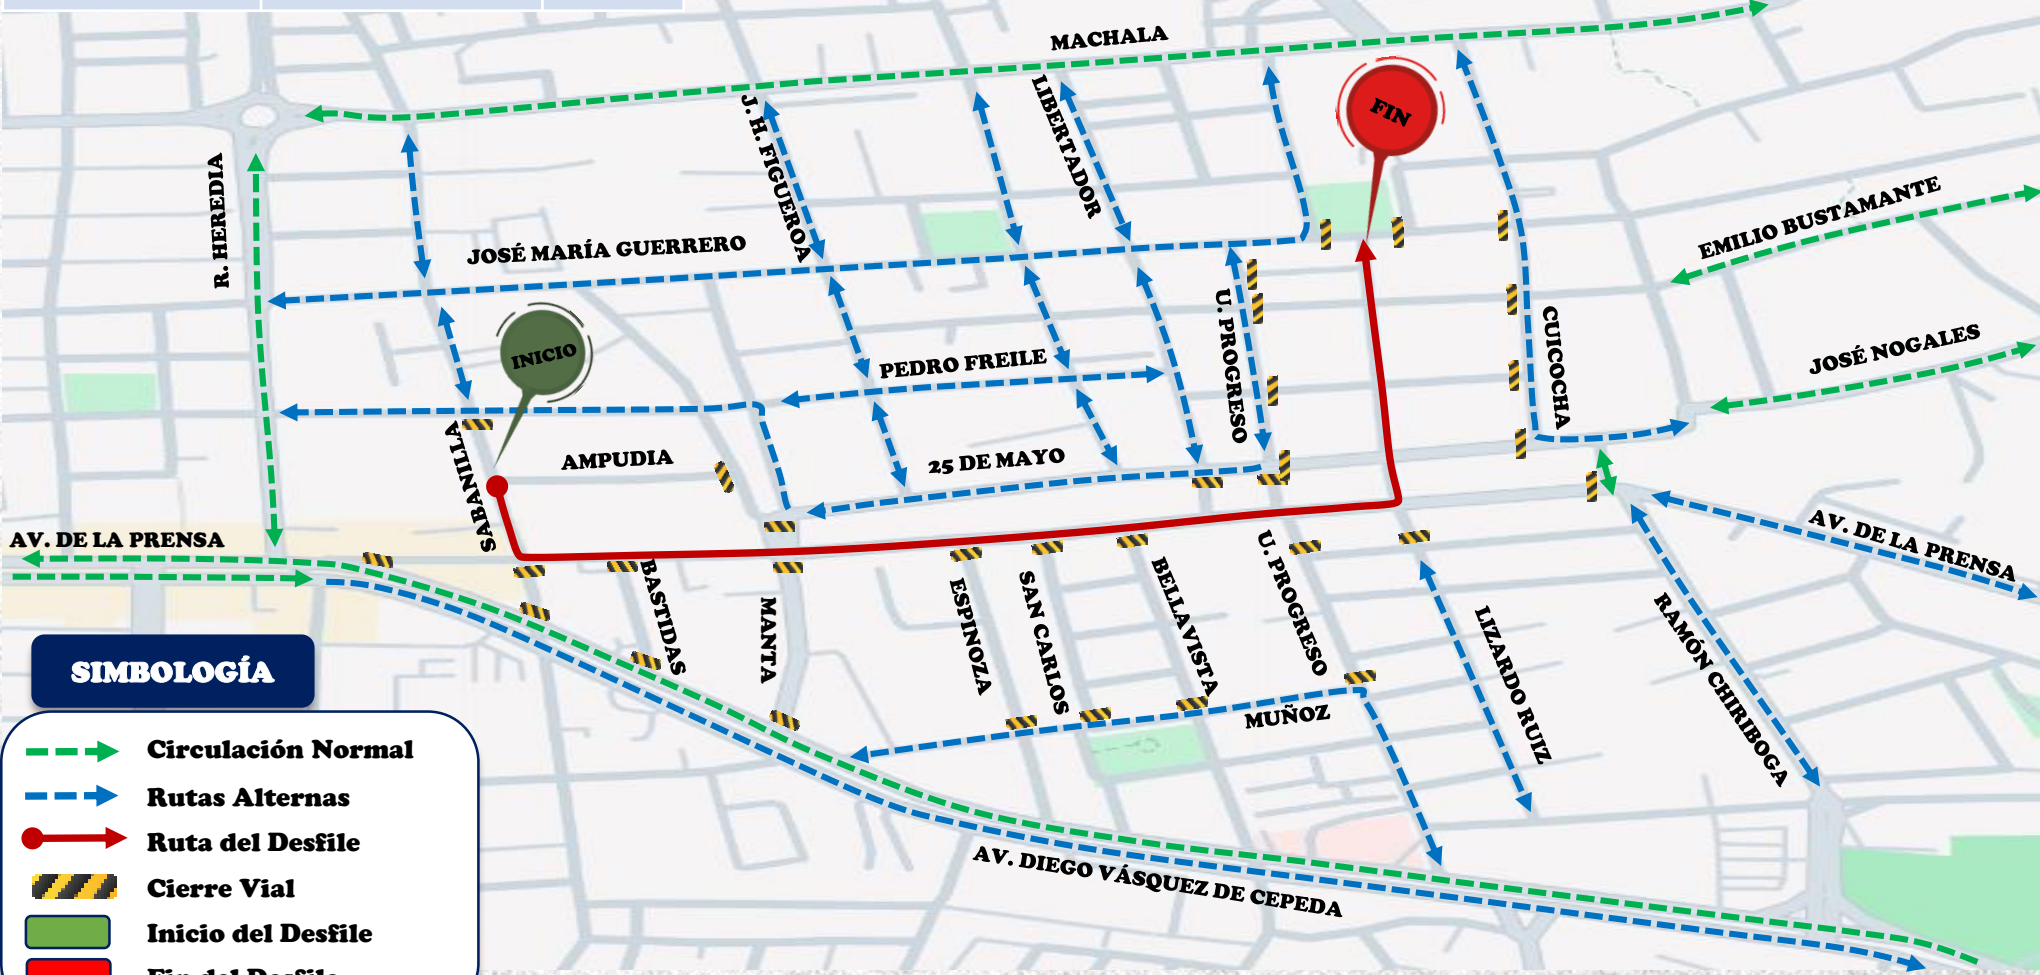 MACHALA
FIN
J. H. FIGUEROA
LIBERTADOR
R. HEREDIA
EMILIO BUSTAMANTE
JOSÉ MARÍA GUERRERO
INICIO
U. PROGRESO
CUICOCHA
JOSÉ NOGALES
PEDRO FREILE
SABANILLA
AMPUDIA
25 DE MAYO
AV. DE LA PRENSA
AV. DE LA PRENSA
BASTIDAS
MANTA
ESPINOZA
SAN CARLOS
BELLAVISTA
U. PROGRESO
LIZARDO RUIZ
RAMÓN CHIRIBOGA
MUÑOZ
AV. DIEGO VÁSQUEZ DE CEPEDA
SIMBOLOGÍA
Circulación Normal
Rutas Alternas
Ruta del Desfile
Cierre Vial
Inicio del Desfile
Fin del Desfile